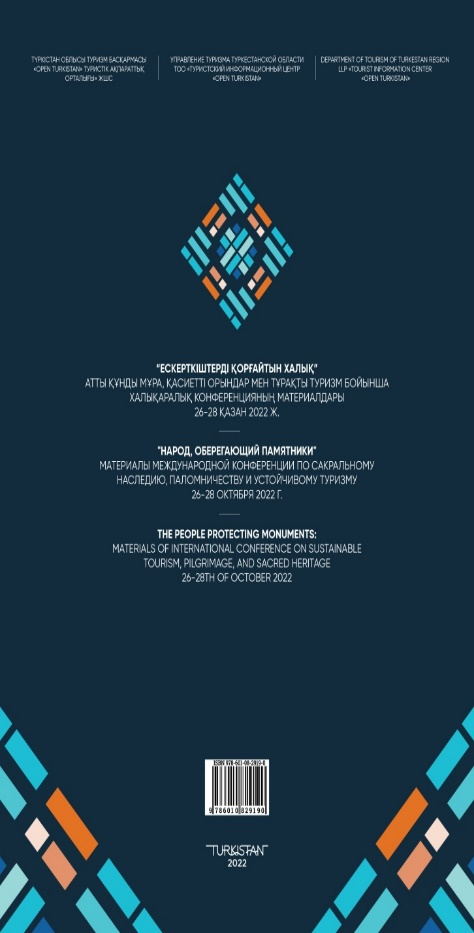 ТҮРКІСТАН ОБЛЫСЫ ТУРИЗМ БАСҚАРМАСЫ
«OPEN TURKISTAN» ТУРИСТІК АҚПАРАТТЫҚ
ОРТАЛЫҒЫ» ЖШС
УПРАВЛЕНИЕ ТУРИЗМА ТУРКЕСТАНСКОЙ ОБЛАСТИ
ТОО «ТУРИСТСКИЙ ИНФОРМАЦИОННЫЙ ЦЕНТР
«OPEN TURKISTAN»
DEPARTMENT OF TOURISM OF TURKESTAN REGION
LLP «TOURIST INFORMATION CENTER
«OPEN TURKISTAN»
"ЕСКЕРТКІШТЕРДІ ҚОРҒАЙТЫН ХАЛЫҚ"
АТТЫ ҚҰНДЫ МҰРА, ҚАСИЕТТІ ОРЫНДАР МЕН ТҰРАҚТЫ ТУРИЗМ БОЙЫНША
ХАЛЫҚАРАЛЫҚ КОНФЕРЕНЦИЯНЫҢ МАТЕРИАЛДАРЫ
26-28 ҚАЗАН 2022 Ж.
"НАРОД, ОБЕРЕГАЮЩИЙ ПАМЯТНИКИ"
МАТЕРИАЛЫ МЕЖДУНАРОДНОЙ КОНФЕРЕНЦИИ ПО САКРАЛЬНОМУ
НАСЛЕДИЮ, ПАЛОМНИЧЕСТВУ И УСТОЙЧИВОМУ ТУРИЗМУ
26-28 ОКТЯБРЯ 2022 Г.
THE PEOPLE PROTECTING MONUMENTS:
MATERIALS OF INTERNATIONAL CONFERENCE ON SUSTAINABLE
TOURISM, PILGRIMAGE, AND SACRED HERITAGE
26-28TH OF OCTOBER 2022
ISBN 978-601-08-2919-0
9 786010 829190
TURKISTAN
2022